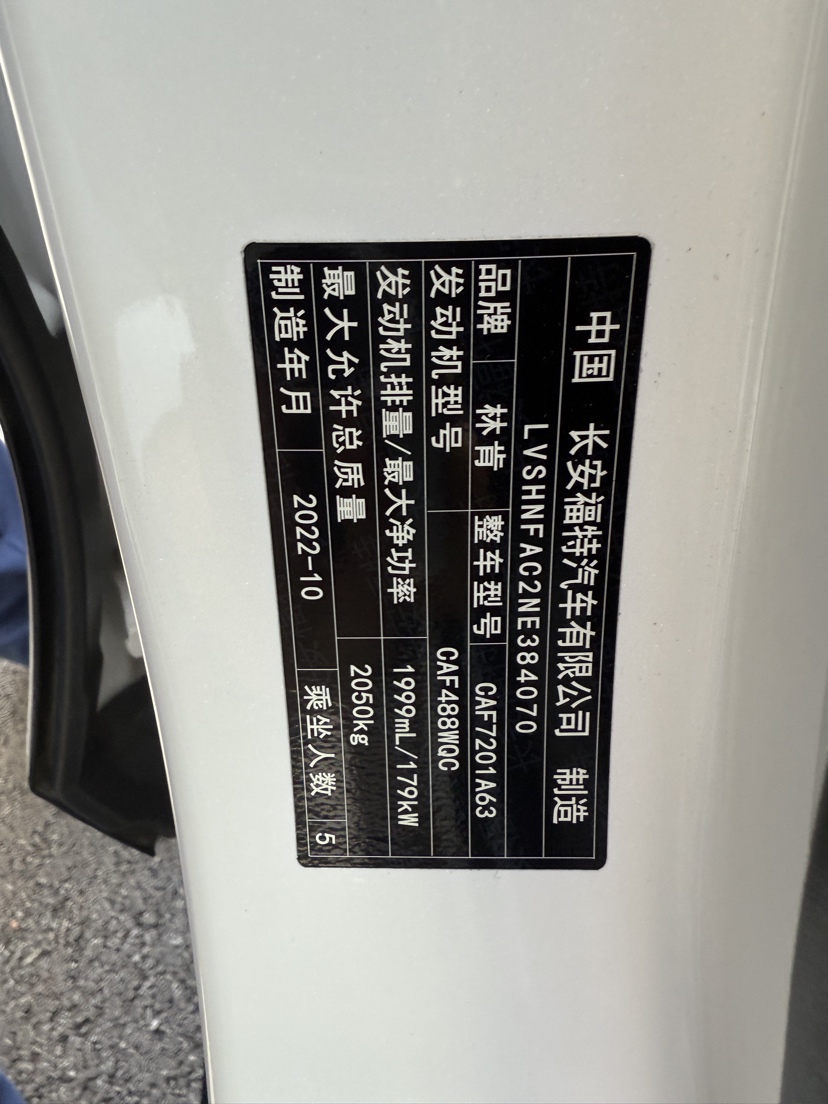 中国 长安福特汽车有限公司 制造
LVSHNFAC2NE384070
品牌 林肯 整车型号 CAF7201A63
发动机型号 CAF488WQC
发动机排量/最大净功率 1999mL/179kW
最大允许总质量 2050kg
制造年月 2022-10 乘坐人数 5